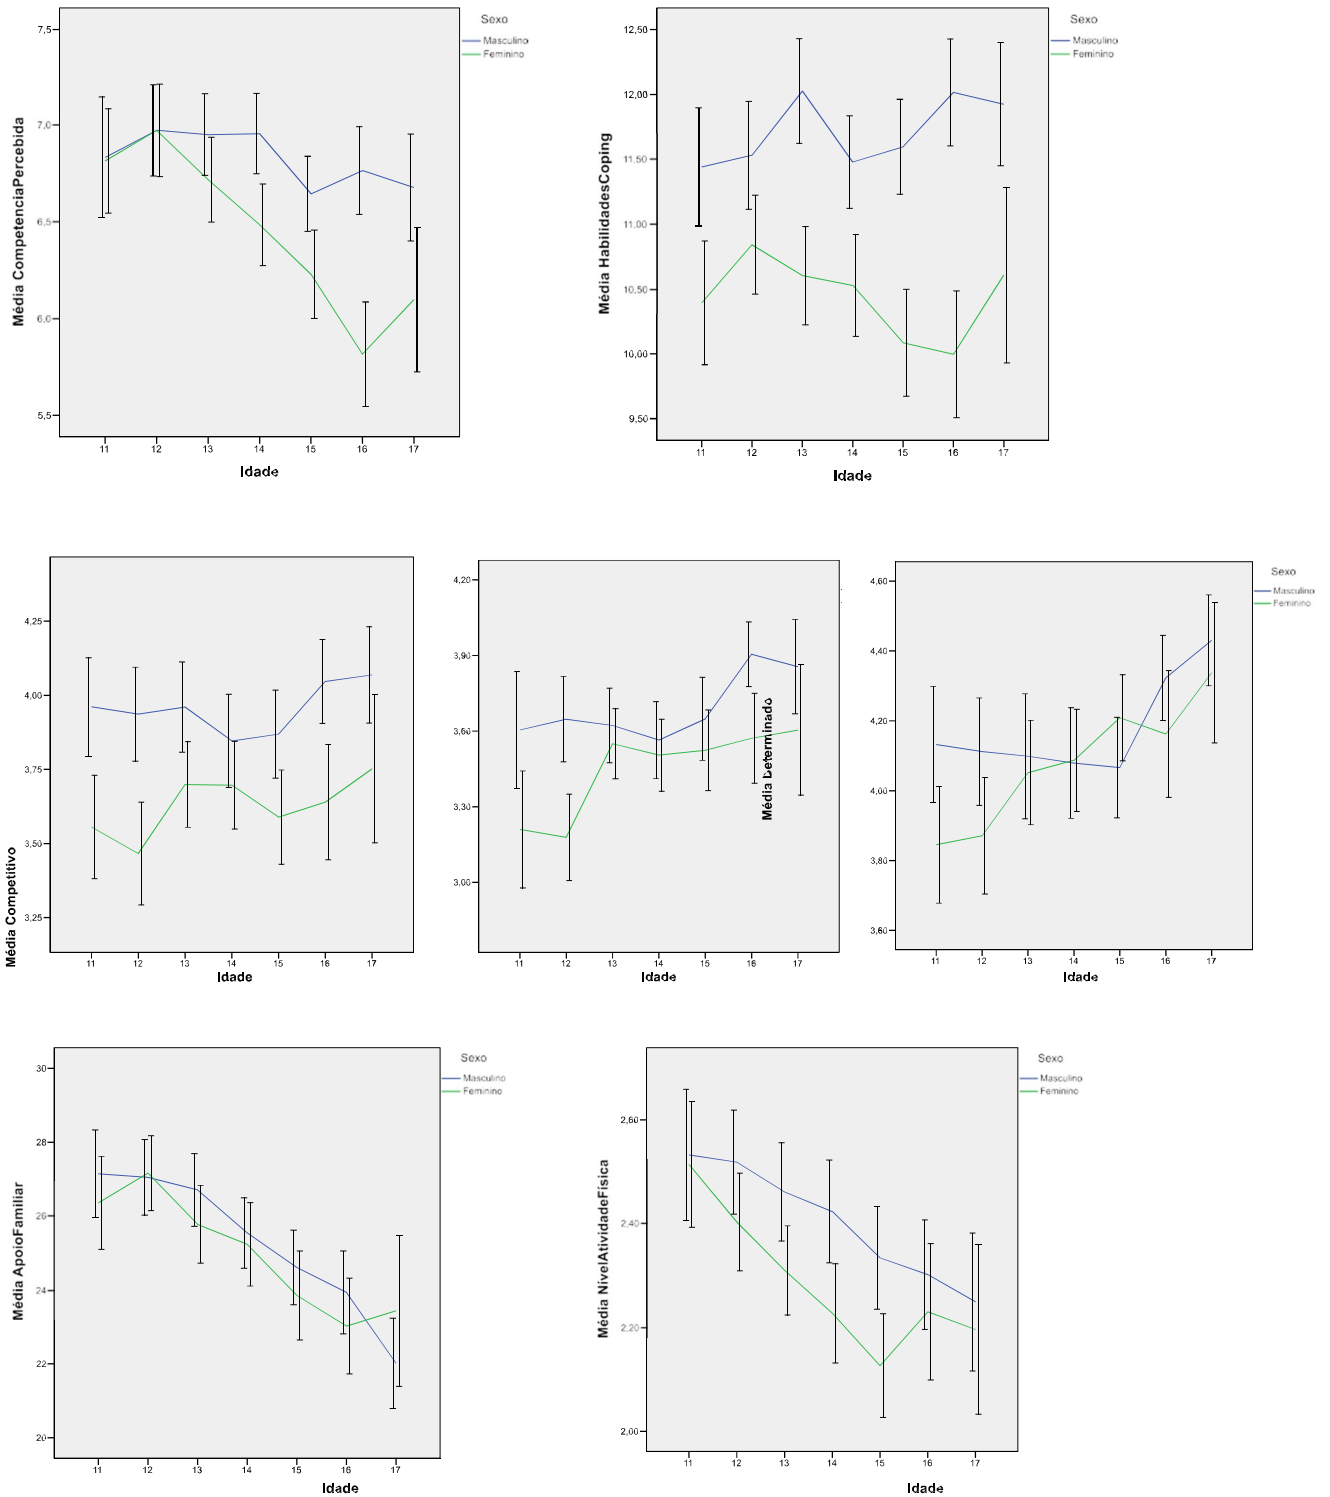 Sexo
Masculino
Feminino
7,5
7,0
6,5
6,0
5,5
Média CompetenciaPercebida
11 12 13 14 15 16 17
Idade
Sexo
Masculino
Feminino
12,50
12,00
11,50
11,00
10,50
10,00
9,50
Média HabilidadesCoping
11 12 13 14 15 16 17
Idade
4,25
4,00
3,75
3,50
3,25
Média Competitivo
11 12 13 14 15 16 17
Idade
4,20
3,90
3,60
3,30
3,00
11 12 13 14 15 16 17
Idade
Média Determinado
Sexo
Masculino
Feminino
4,60
4,40
4,20
4,00
3,80
3,60
11 12 13 14 15 16 17
Idade
Sexo
Masculino
Feminino
30
28
26
24
22
20
Média ApoioFamiliar
11 12 13 14 15 16 17
Idade
Sexo
Masculino
Feminino
2,60
2,40
2,20
2,00
Média NívelAtividadeFísica
11 12 13 14 15 16 17
Idade